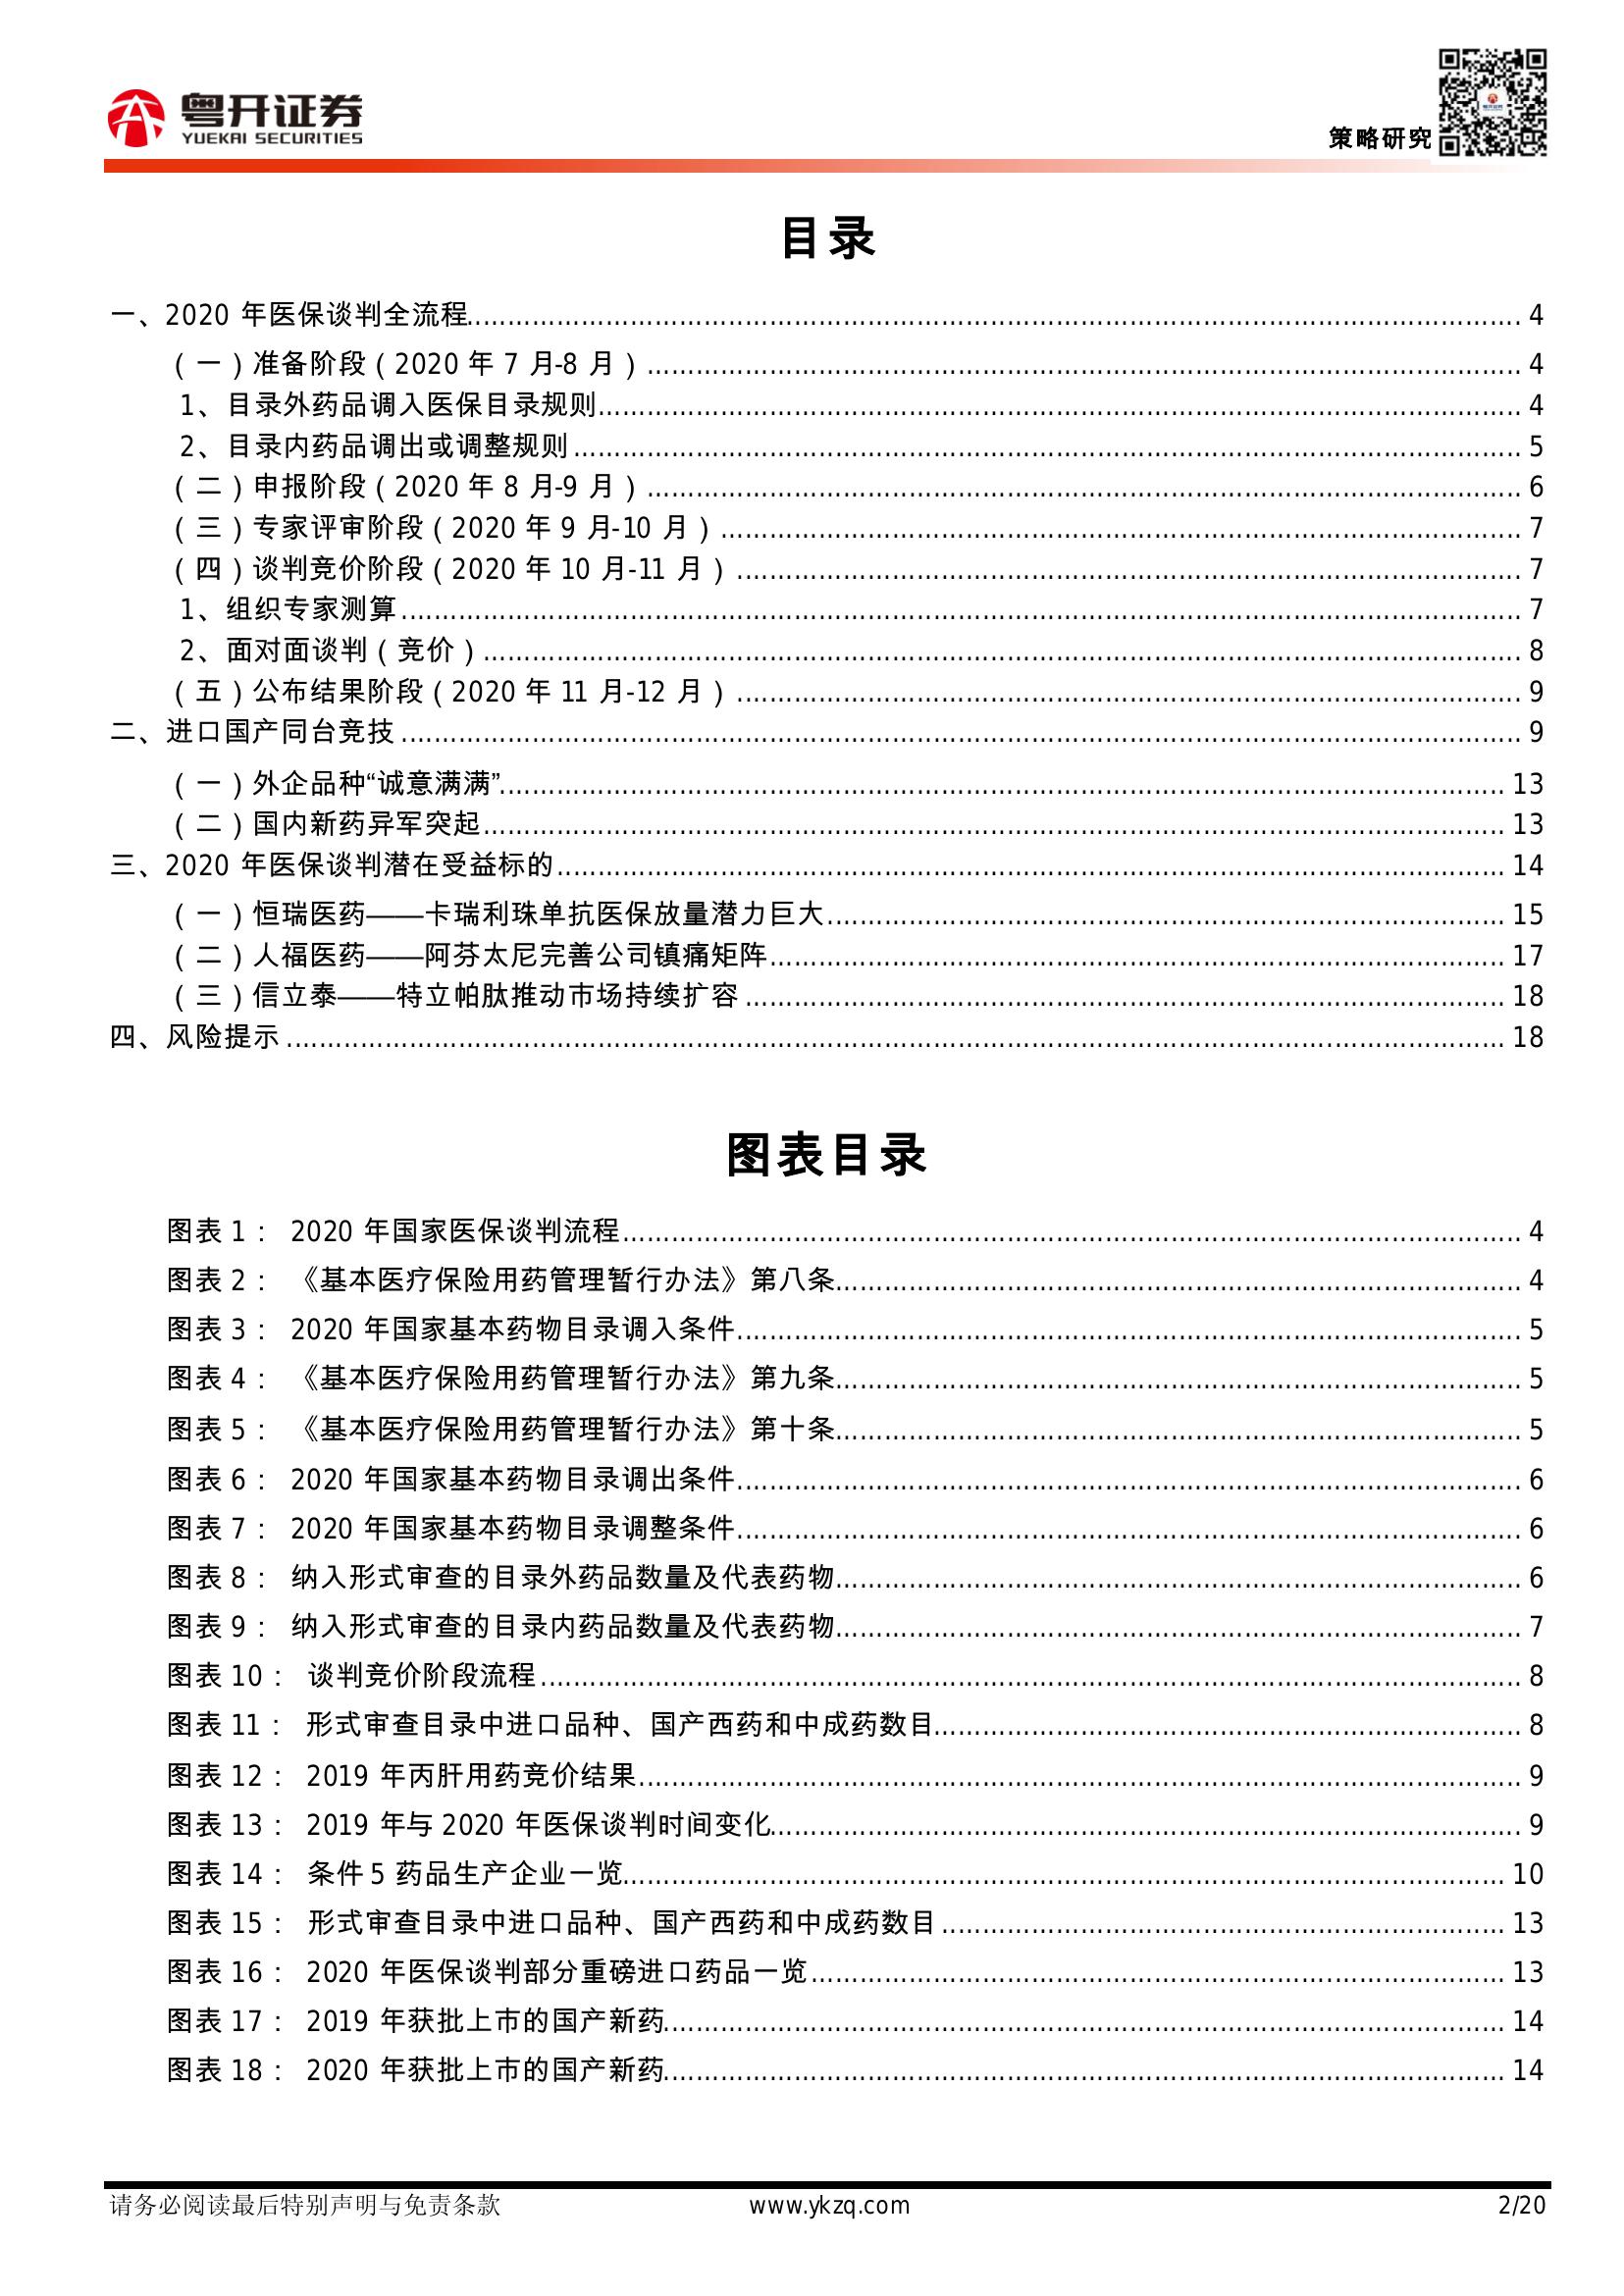 粤开证券
YUEKAI SECURITIES
策略研究
目录
一、2020 年医保谈判全流程........ 4
（一）准备阶段（2020 年 7 月-8 月）........ 4
1、目录外药品调入医保目录规则........ 4
2、目录内药品调出或调整规则........ 5
（二）申报阶段（2020 年 8 月-9 月）........ 6
（三）专家评审阶段（2020 年 9 月-10 月）........ 7
（四）谈判竞价阶段（2020 年 10 月-11 月）........ 7
1、组织专家测算........ 7
2、面对面谈判（竞价）........ 8
（五）公布结果阶段（2020 年 11 月-12 月）........ 9
二、进口国产同台竞技........ 9
（一）外企品种“诚意满满”........ 13
（二）国内新药异军突起........ 13
三、2020 年医保谈判潜在受益标的........ 14
（一）恒瑞医药——卡瑞利珠单抗医保放量潜力巨大........ 15
（二）人福医药——阿芬太尼完善公司镇痛矩阵........ 17
（三）信立泰——特立帕肽推动市场持续扩容........ 18
四、风险提示........ 18
图表目录
图表 1： 2020 年国家医保谈判流程........ 4
图表 2： 《基本医疗保险用药管理暂行办法》第八条........ 4
图表 3： 2020 年国家基本药物目录调入条件........ 5
图表 4： 《基本医疗保险用药管理暂行办法》第九条........ 5
图表 5： 《基本医疗保险用药管理暂行办法》第十条........ 5
图表 6： 2020 年国家基本药物目录调出条件........ 6
图表 7： 2020 年国家基本药物目录调整条件........ 6
图表 8： 纳入形式审查的目录外药品数量及代表药物........ 6
图表 9： 纳入形式审查的目录内药品数量及代表药物........ 7
图表 10： 谈判竞价阶段流程........ 8
图表 11： 形式审查目录中进口品种、国产西药和中成药数目........ 8
图表 12： 2019 年丙肝用药竞价结果........ 9
图表 13： 2019 年与 2020 年医保谈判时间变化........ 9
图表 14： 条件 5 药品生产企业一览........ 10
图表 15： 形式审查目录中进口品种、国产西药和中成药数目........ 13
图表 16： 2020 年医保谈判部分重磅进口药品一览........ 13
图表 17： 2019 年获批上市的国产新药........ 14
图表 18： 2020 年获批上市的国产新药........ 14
请务必阅读最后特别声明与免责条款
www.ykzq.com
2/20